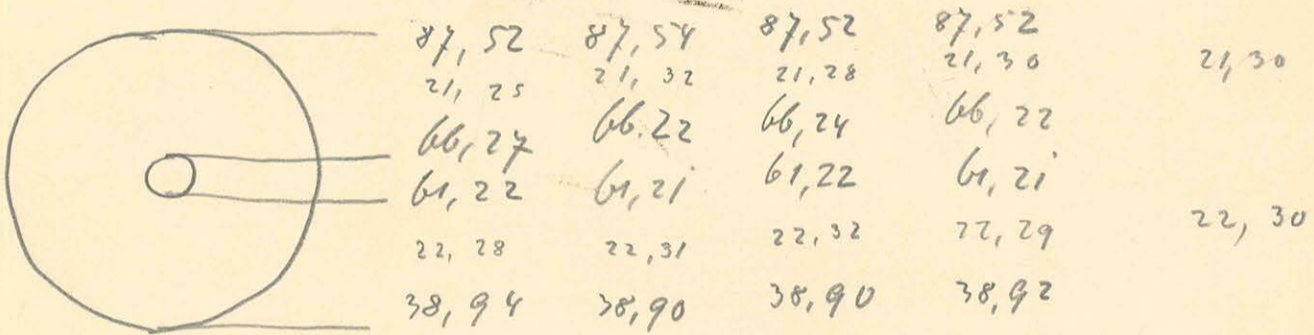 87,52 87,54 87,52 87,52
21,25 21,32 21,28 21,30 21,30
66,27 66.22 66,24 66,22
61,22 61,21 61,22 61,21
22,28 22,31 22,32 22,29 22,30
38,94 38,90 38,90 38,92